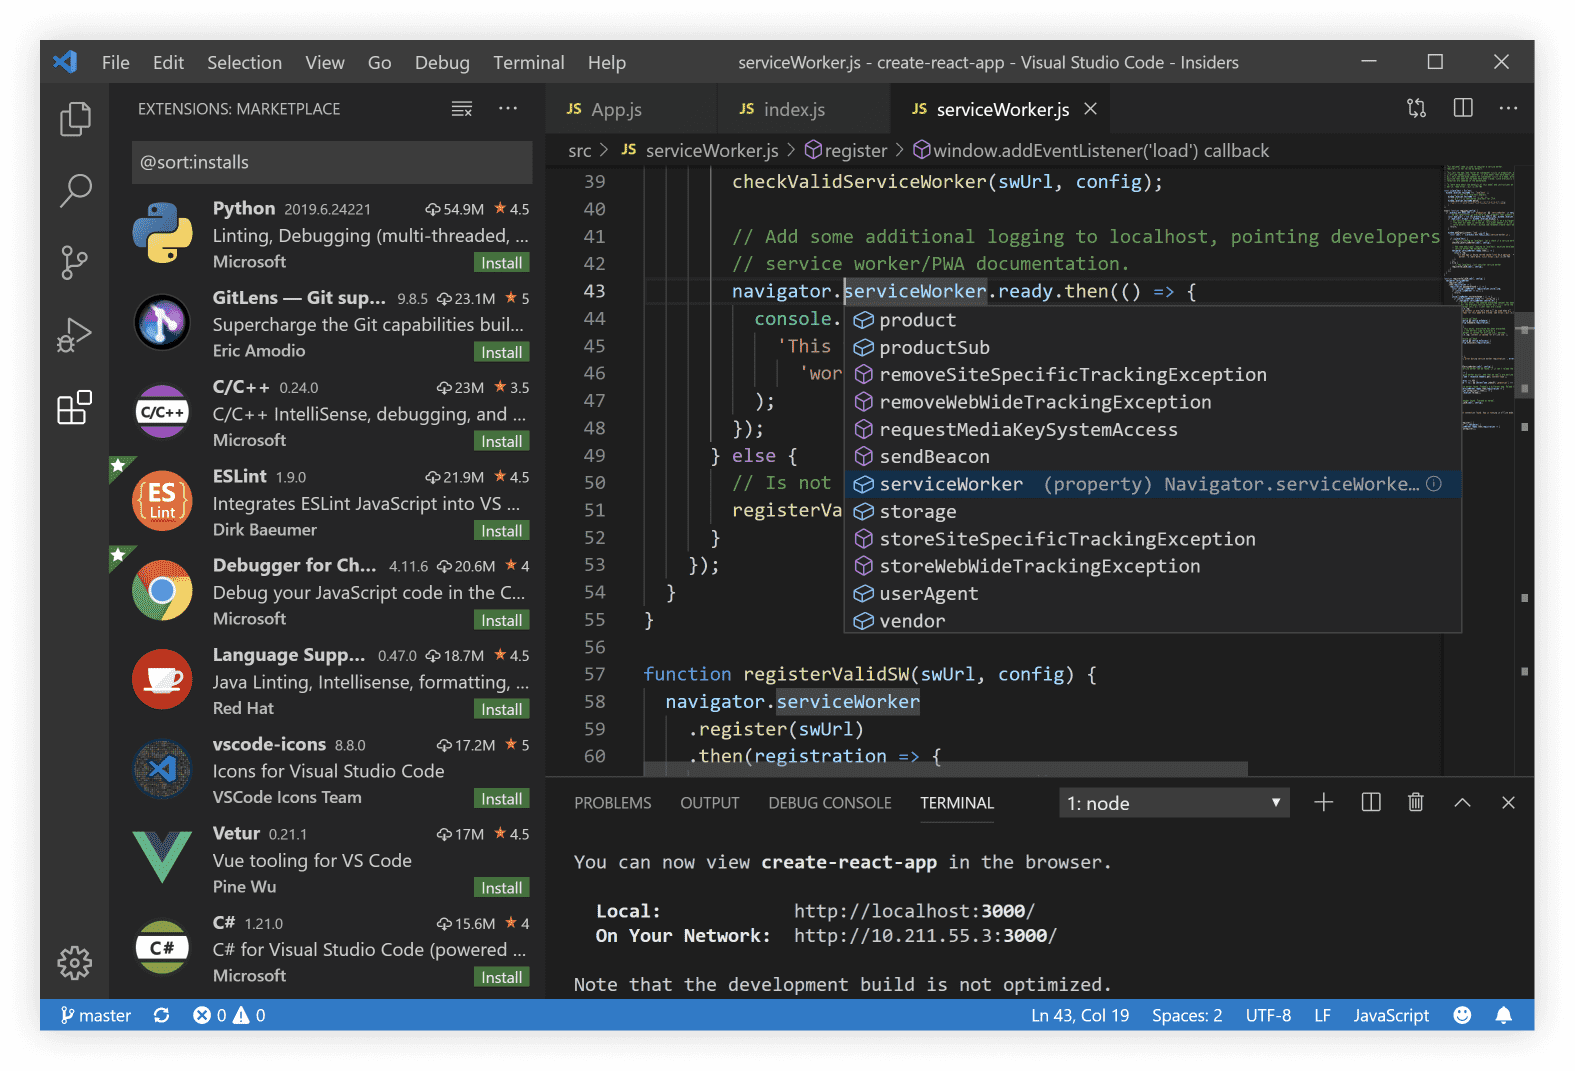 File Edit Selection View Go Debug Terminal Help serviceWorker.js - create-react-app - Visual Studio Code - Insiders
EXTENSIONS: MARKETPLACE
@sort:installs
Python 2019.6.24221 54.9M ★ 4.5
Linting, Debugging (multi-threaded, ...
Microsoft Install
GitLens — Git sup... 9.8.5 23.1M ★ 5
Supercharge the Git capabilities buil...
Eric Amodio Install
C/C++
C/C++ 0.24.0 23M ★ 3.5
C/C++ IntelliSense, debugging, and ...
Microsoft Install
ES
Lint
ESLint 1.9.0 21.9M ★ 4.5
Integrates ESLint JavaScript into VS ...
Dirk Baeumer Install
Debugger for Ch... 4.11.6 20.6M ★ 4
Debug your JavaScript code in the C...
Microsoft Install
Language Supp... 0.47.0 18.7M ★ 4.5
Java Linting, Intellisense, formatting, ...
Red Hat Install
vscode-icons 8.8.0 17.2M ★ 5
Icons for Visual Studio Code
VSCode Icons Team Install
Vetur 0.21.1 17M ★ 4.5
Vue tooling for VS Code
Pine Wu Install
C#
C# 1.21.0 15.6M ★ 4
C# for Visual Studio Code (powered ...
Microsoft Install
JS App.js JS index.js JS serviceWorker.js
src > JS serviceWorker.js > register > window.addEventListener('load') callback
39 checkValidServiceWorker(swUrl, config);
40
41 // Add some additional logging to localhost, pointing developers
42 // service worker/PWA documentation.
43 navigator.serviceWorker.ready.then(() => {
44 console.
45 'This
46 'wor
47 );
48 });
49 } else {
50 // Is not
51 registerVa
52 }
53 });
54 }
55 }
56
57 function registerValidSW(swUrl, config) {
58 navigator.serviceWorker
59 .register(swUrl)
60 .then(registration => {
product
productSub
removeSiteSpecificTrackingException
removeWebWideTrackingException
requestMediaKeySystemAccess
sendBeacon
serviceWorker (property) Navigator.serviceWorke...
storage
storeSiteSpecificTrackingException
storeWebWideTrackingException
userAgent
vendor
PROBLEMS OUTPUT DEBUG CONSOLE TERMINAL 1: node
You can now view create-react-app in the browser.
Local: http://localhost:3000/
On Your Network: http://10.211.55.3:3000/
Note that the development build is not optimized.
master 0 0 Ln 43, Col 19 Spaces: 2 UTF-8 LF JavaScript